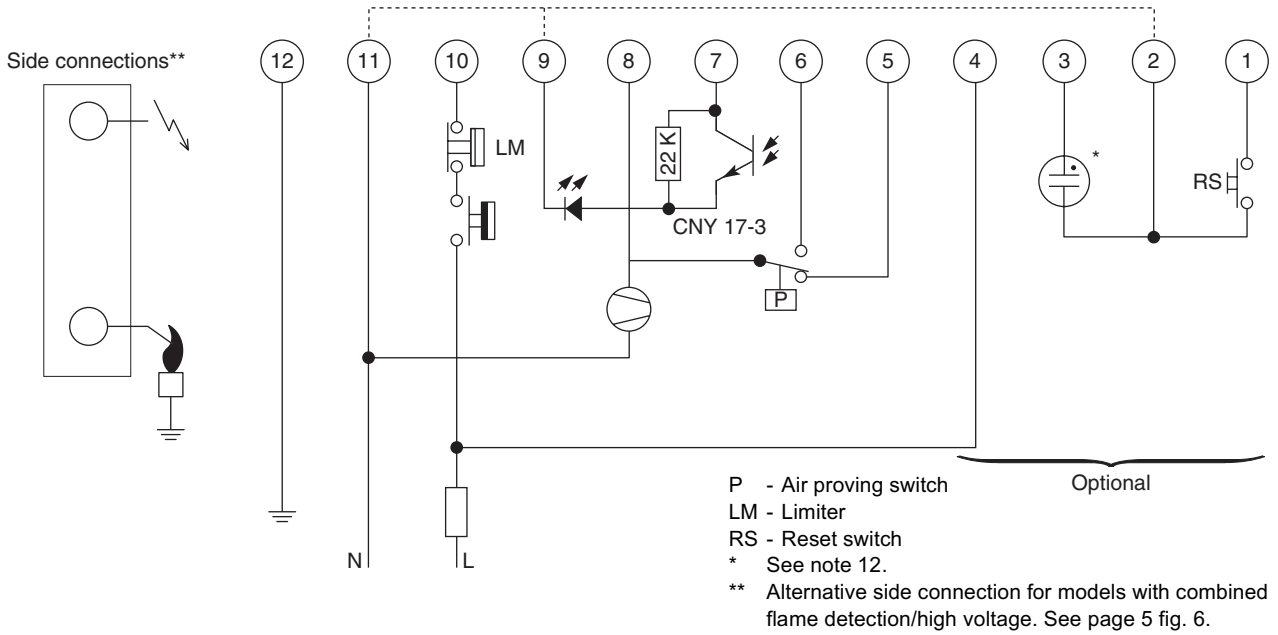 Side connections**
12 11 10 9 8 7 6 5 4 3 2 1
LM
22 K
*
RS
CNY 17-3
P
N L
Optional
P - Air proving switch
LM - Limiter
RS - Reset switch
* See note 12.
** Alternative side connection for models with combined
flame detection/high voltage. See page 5 fig. 6.